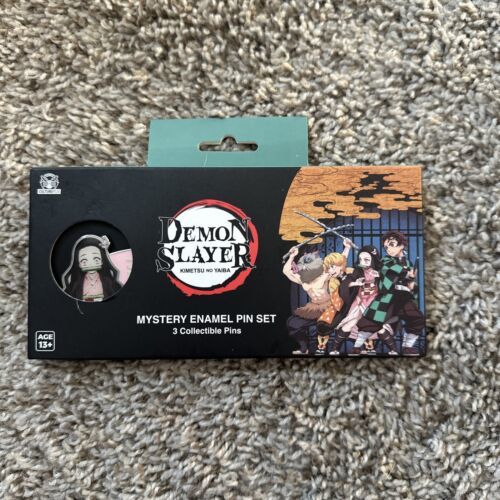 DEMON
SLAYER
KIMETSU NO YAIBA
MYSTERY ENAMEL PIN SET
3 Collectible Pins
AGE
13+